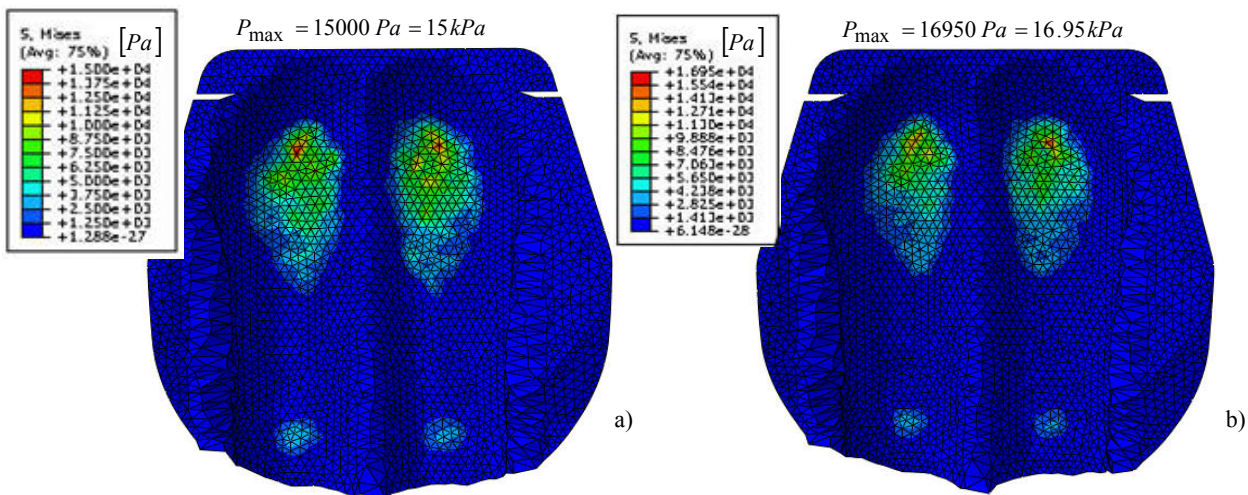 P max = 15000 Pa = 15kPa
S, Mises [Pa]
(Avg: 75%)
+1.500e+04
+1.375e+04
+1.250e+04
+1.125e+04
+1.000e+04
+8.750e+03
+7.500e+03
+6.250e+03
+5.000e+03
+3.750e+03
+2.500e+03
+1.250e+03
+1.288e-27
a)
P max = 16950 Pa = 16.95kPa
S, Mises [Pa]
(Avg: 75%)
+1.695e+04
+1.554e+04
+1.413e+04
+1.271e+04
+1.130e+04
+9.888e+03
+8.476e+03
+7.063e+03
+5.650e+03
+4.238e+03
+2.825e+03
+1.413e+03
+6.148e-28
b)